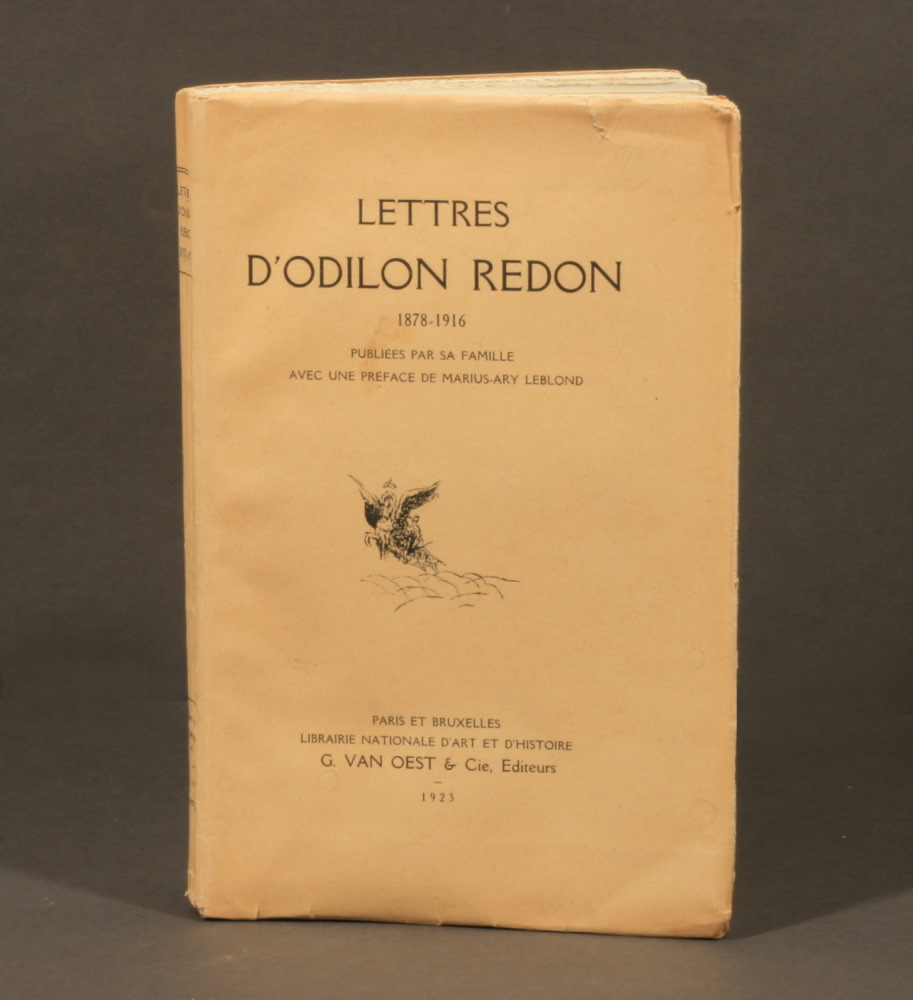 LETTRES
D'ODILON REDON
1878-1916
PUBLIÉES PAR SA FAMILLE
AVEC UNE PRÉFACE DE MARIUS-ARY LEBLOND
PARIS ET BRUXELLES
LIBRAIRIE NATIONALE D'ART ET D'HISTOIRE
G. VAN OEST & Cie, Editeurs
1923